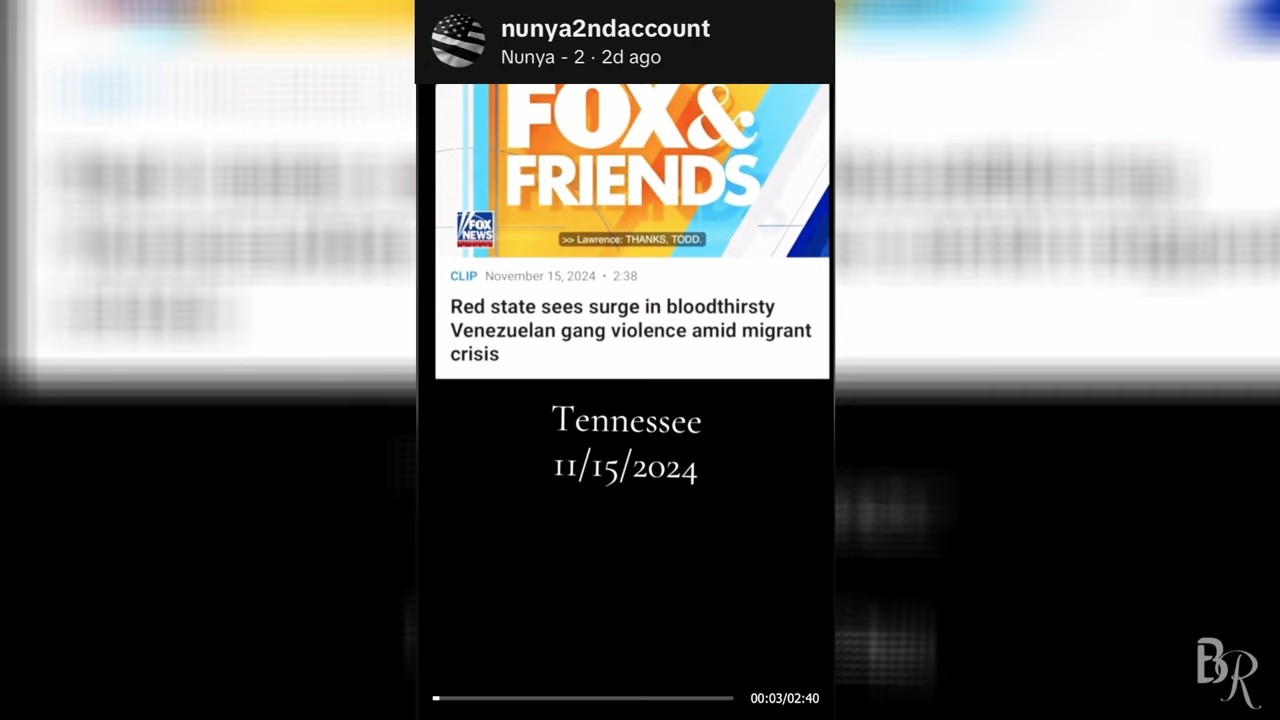 nunya2ndaccount
Nunya - 2 · 2d ago
FOX&
FRIENDS
FOX
NEWS
>> Lawrence: THANKS, TODD.
CLIP November 15, 2024 • 2:38
Red state sees surge in bloodthirsty
Venezuelan gang violence amid migrant
crisis
Tennessee
11/15/2024
00:03/02:40
BR